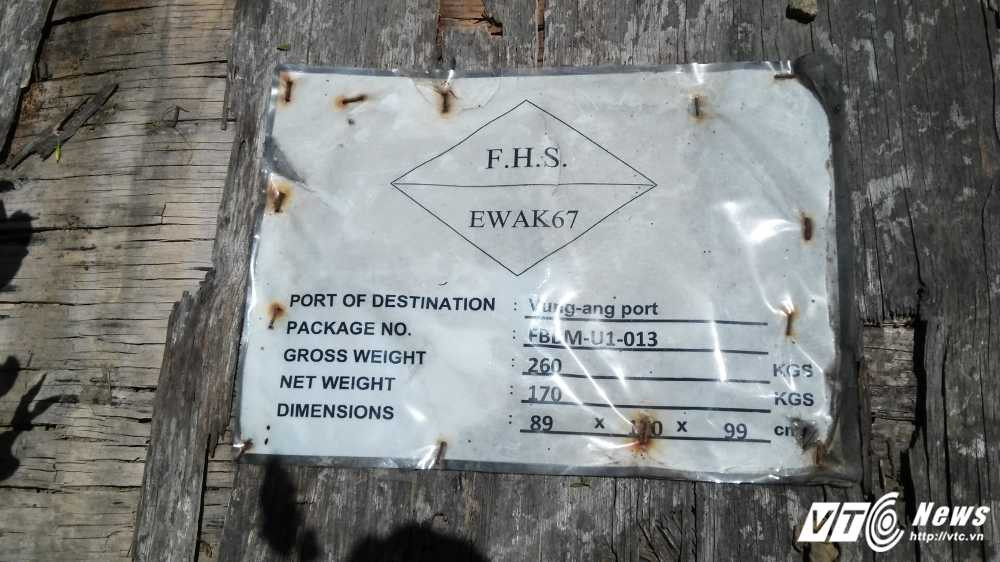 F.H.S.
EWAK67
PORT OF DESTINATION : Vung-ang port
PACKAGE NO. : FBDM-U1-013
GROSS WEIGHT : 260 KGS
NET WEIGHT : 170 KGS
DIMENSIONS : 89 x x 99 cm
VTC News
http://vtc.vn